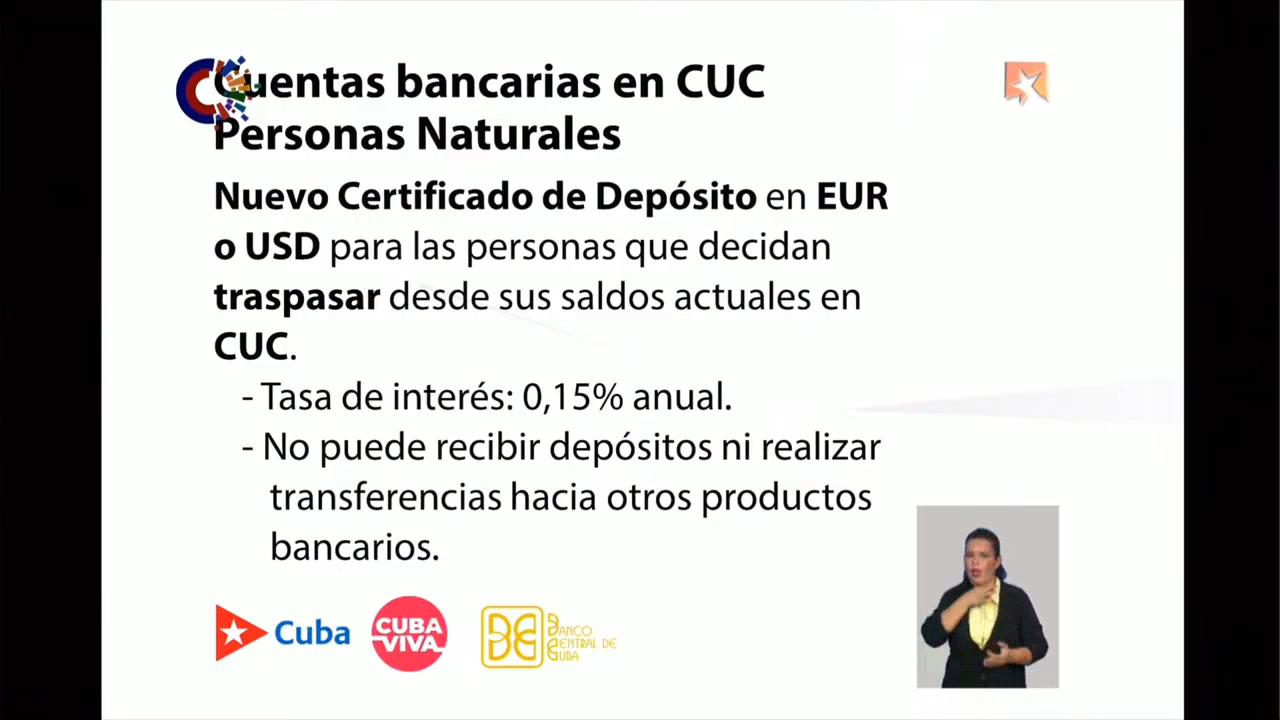 Cuentas bancarias en CUC
Personas Naturales
Nuevo Certificado de Depósito en EUR
o USD para las personas que decidan
traspasar desde sus saldos actuales en
CUC.
- Tasa de interés: 0,15% anual.
- No puede recibir depósitos ni realizar
transferencias hacia otros productos
bancarios.
Cuba
CUBA
VIVA
BANCO
CENTRAL DE
CUBA